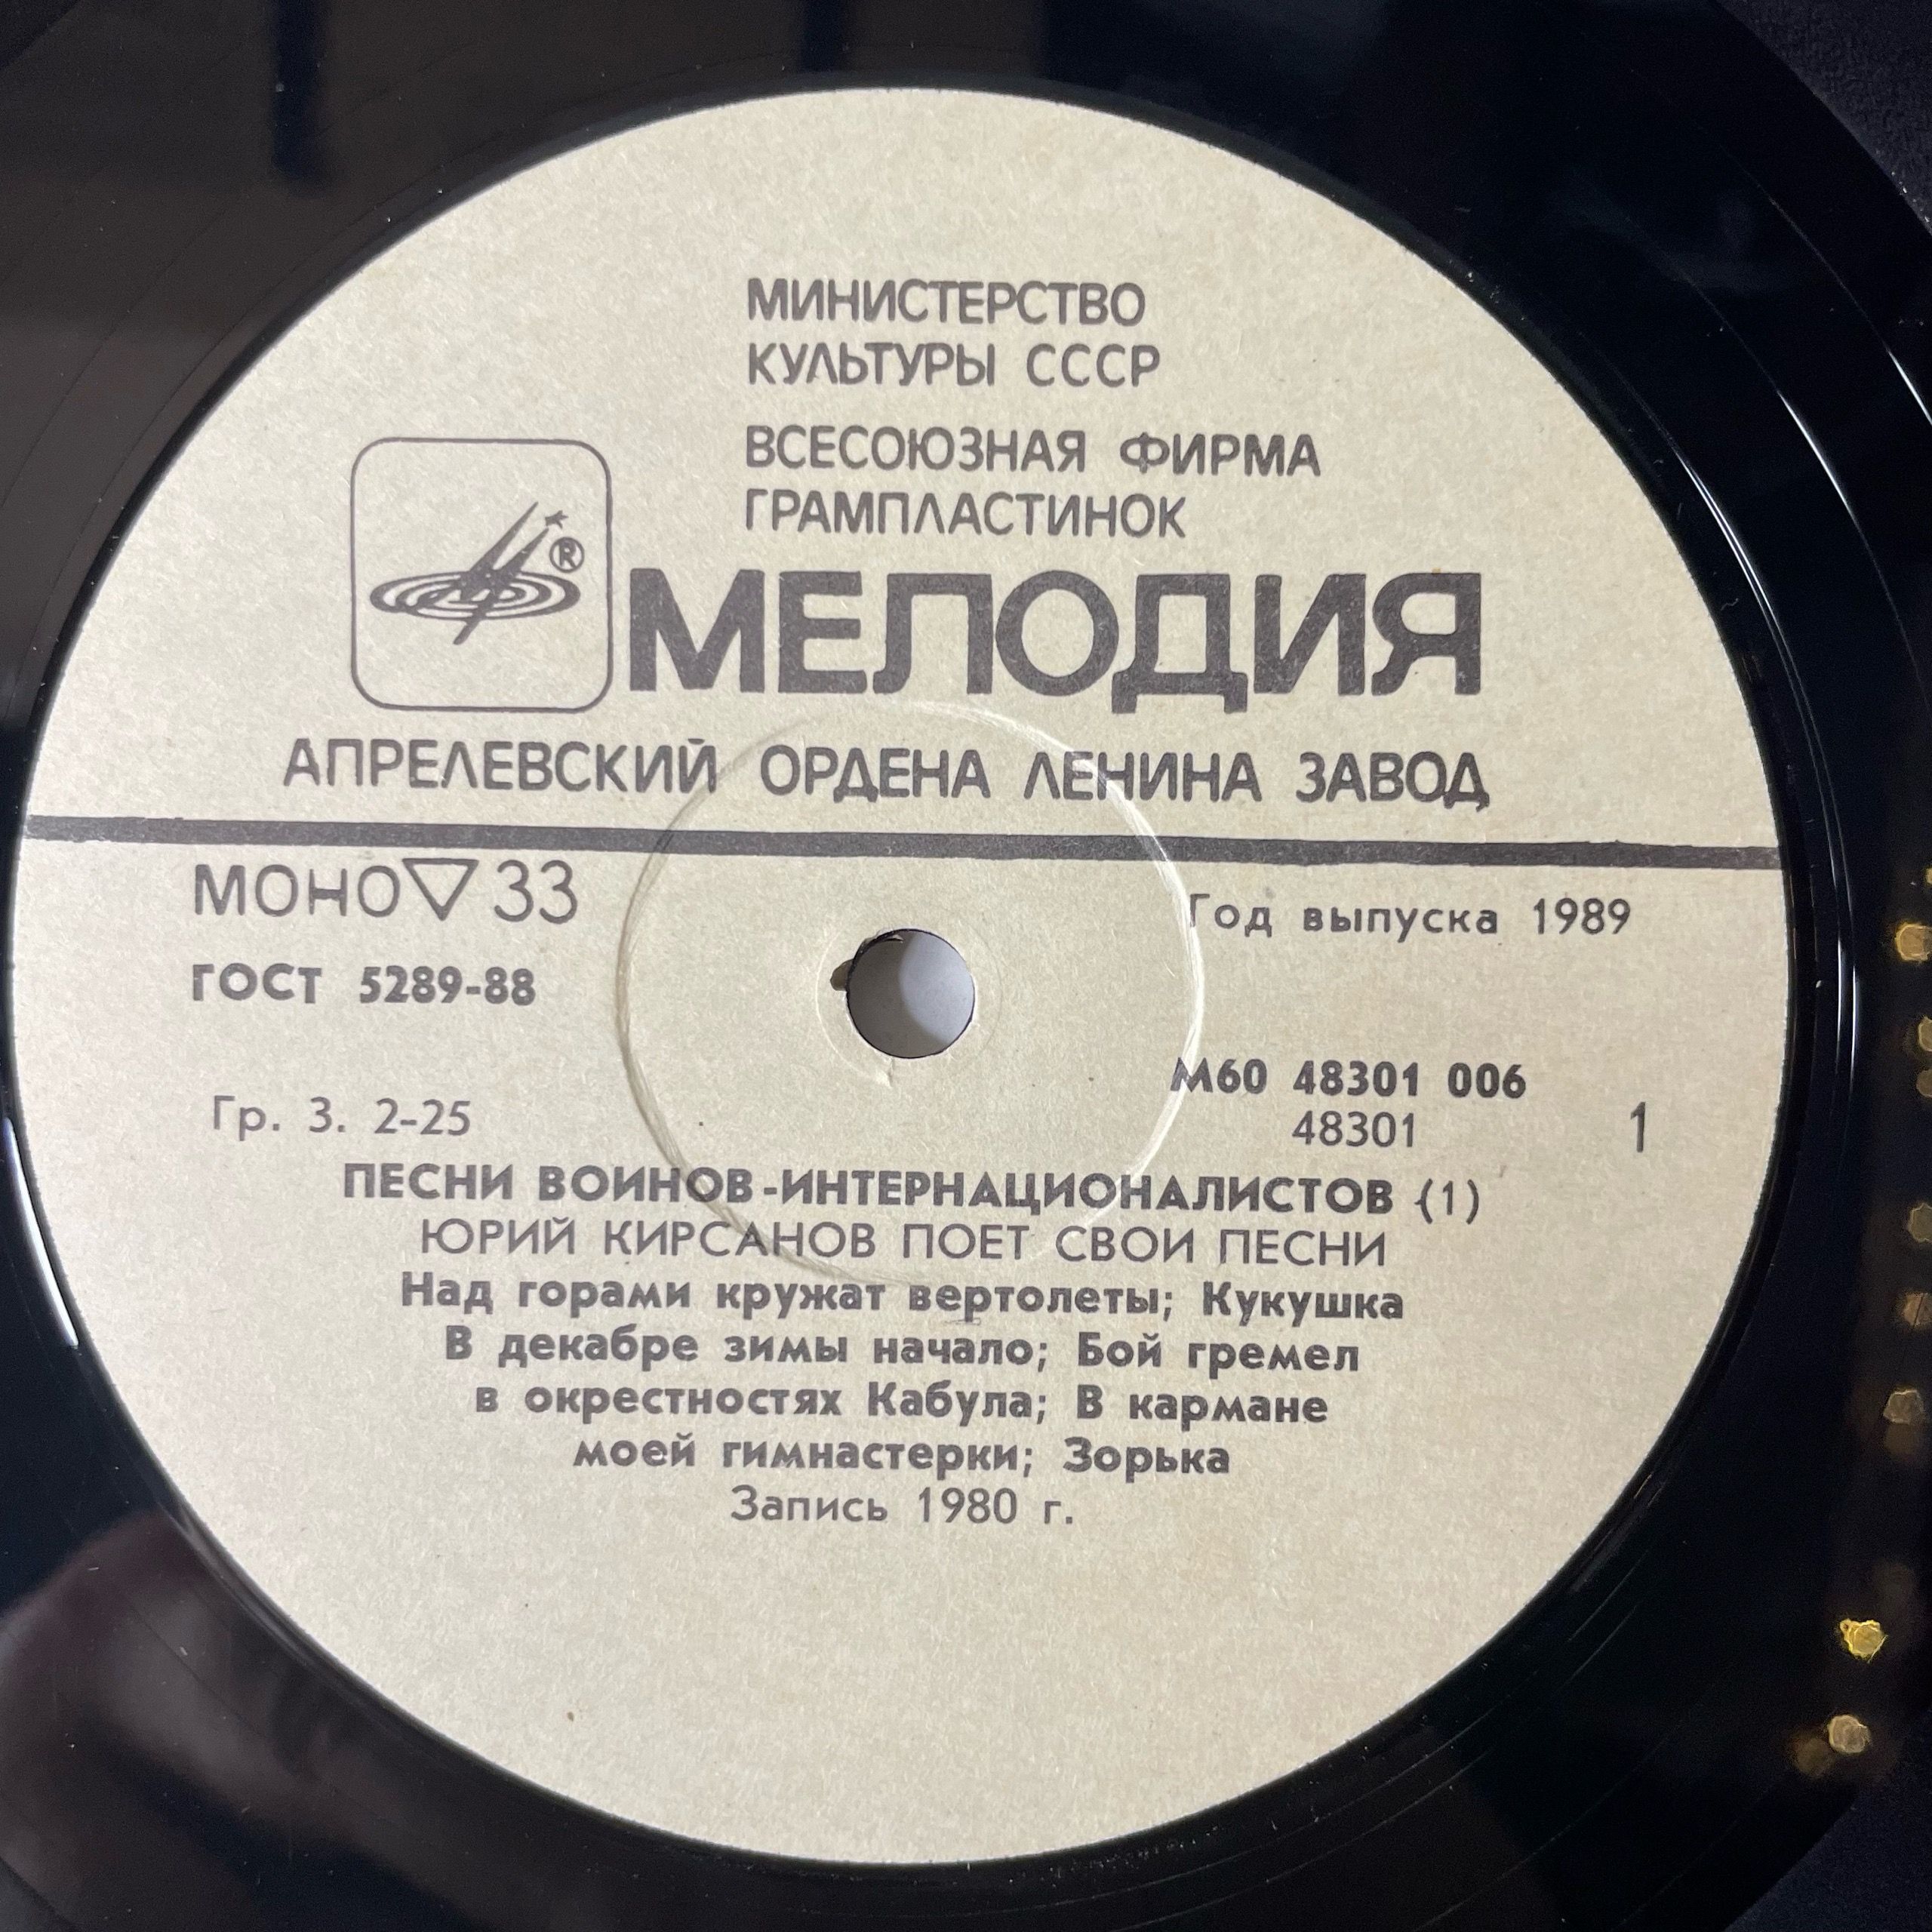 МИНИСТЕРСТВО
КУЛЬТУРЫ СССР
ВСЕСОЮЗНАЯ ФИРМА
ГРАМПЛАСТИНОК
®
МЕЛОДИЯ
АПРЕЛЕВСКИЙ ОРДЕНА ЛЕНИНА ЗАВОД
МОНО ▽ 33
Год выпуска 1989
ГОСТ 5289-88
М60 48301 006
Гр. 3. 2-25
48301
1
ПЕСНИ ВОИНОВ-ИНТЕРНАЦИОНАЛИСТОВ (1)
ЮРИЙ КИРСАНОВ ПОЕТ СВОИ ПЕСНИ
Над горами кружат вертолеты; Кукушка
В декабре зимы начало; Бой гремел
в окрестностях Кабула; В кармане
моей гимнастерки; Зорька
Запись 1980 г.